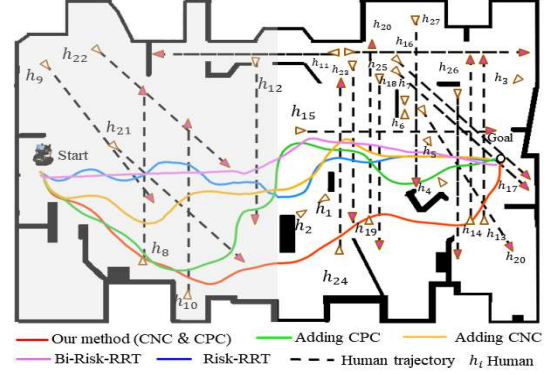 h₂₇
h₂₀
h₁₆
h₂₂
h₉
h₁₁
h₂₃
h₂₅
h₁₈
h₂₆
h₃
h₁₂
h₂₁
h₁₅
h₆
h₅
Goal
Start
h₄
h₁₇
h₁
h₂
h₈
h₁₉
h₁₄
h₁₃
h₂₀
h₂₄
h₁₀
Our method (CNC & CPC) Adding CPC Adding CNC
Bi-Risk-RRT Risk-RRT Human trajectory hᵢ Human